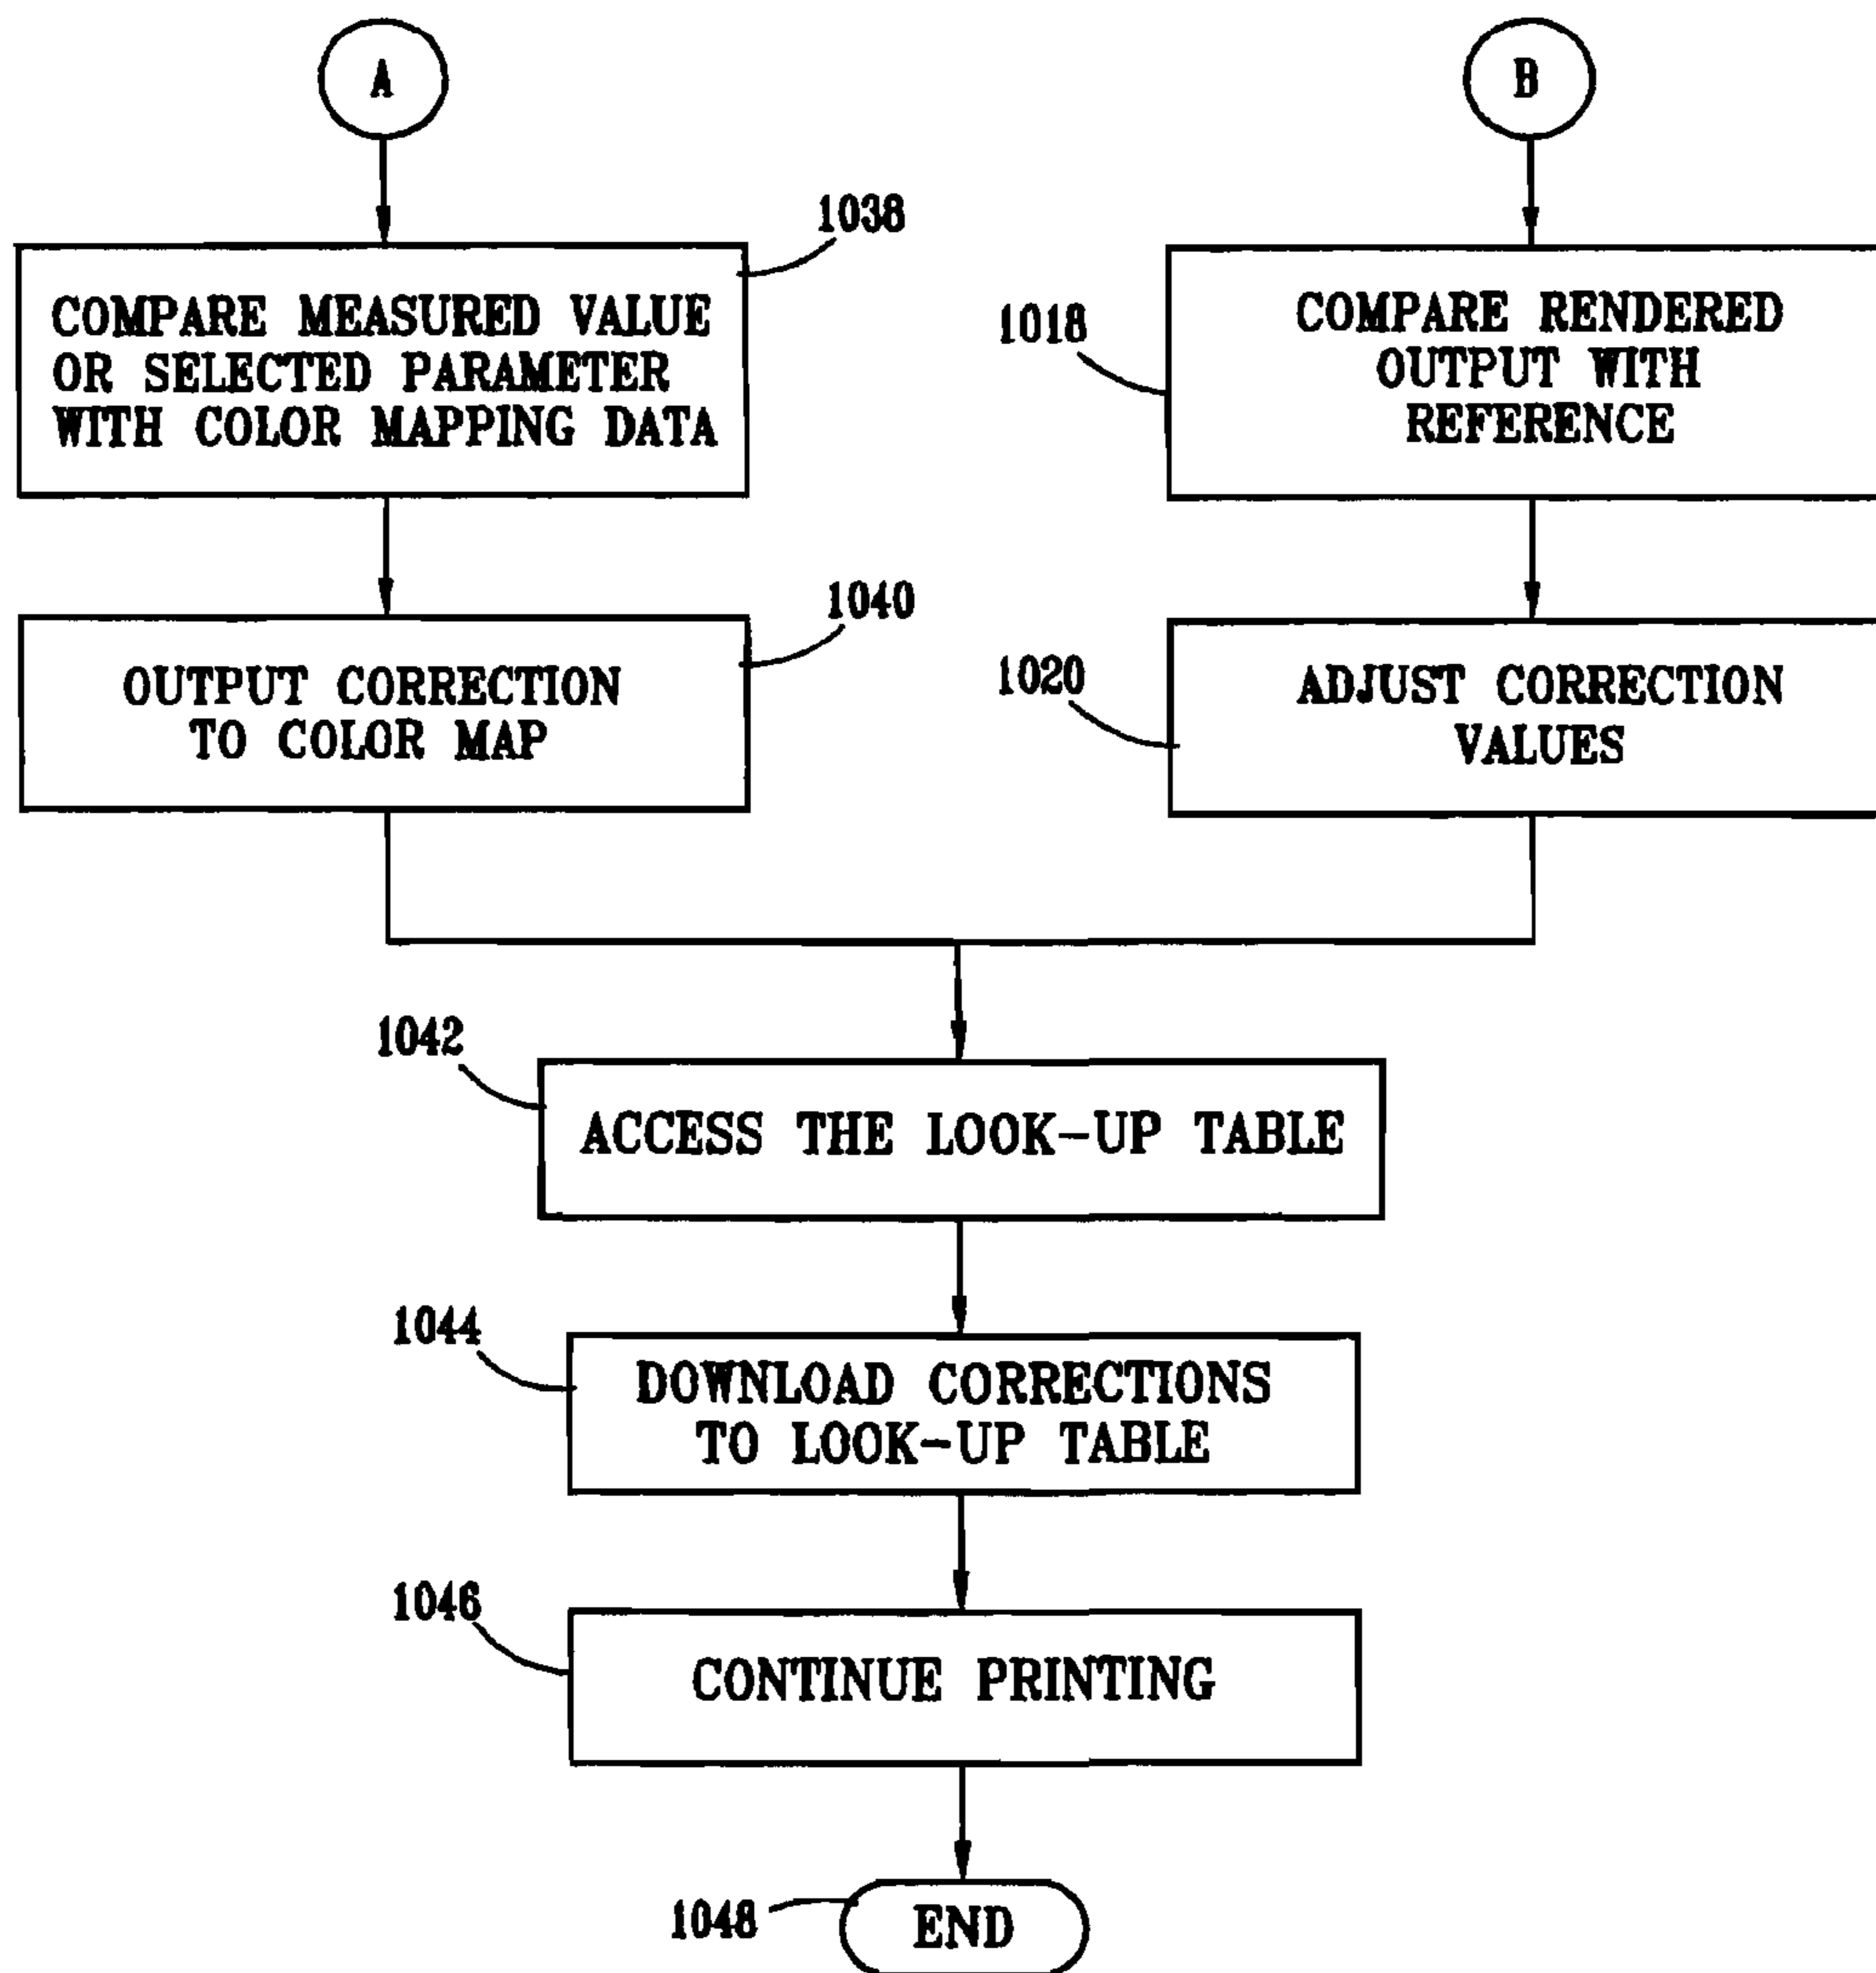 A
B
1038
COMPARE MEASURED VALUE
OR SELECTED PARAMETER
WITH COLOR MAPPING DATA
1018
COMPARE RENDERED
OUTPUT WITH
REFERENCE
1040
OUTPUT CORRECTION
TO COLOR MAP
1020
ADJUST CORRECTION
VALUES
1042
ACCESS THE LOOK-UP TABLE
1044
DOWNLOAD CORRECTIONS
TO LOOK-UP TABLE
1046
CONTINUE PRINTING
1048
END